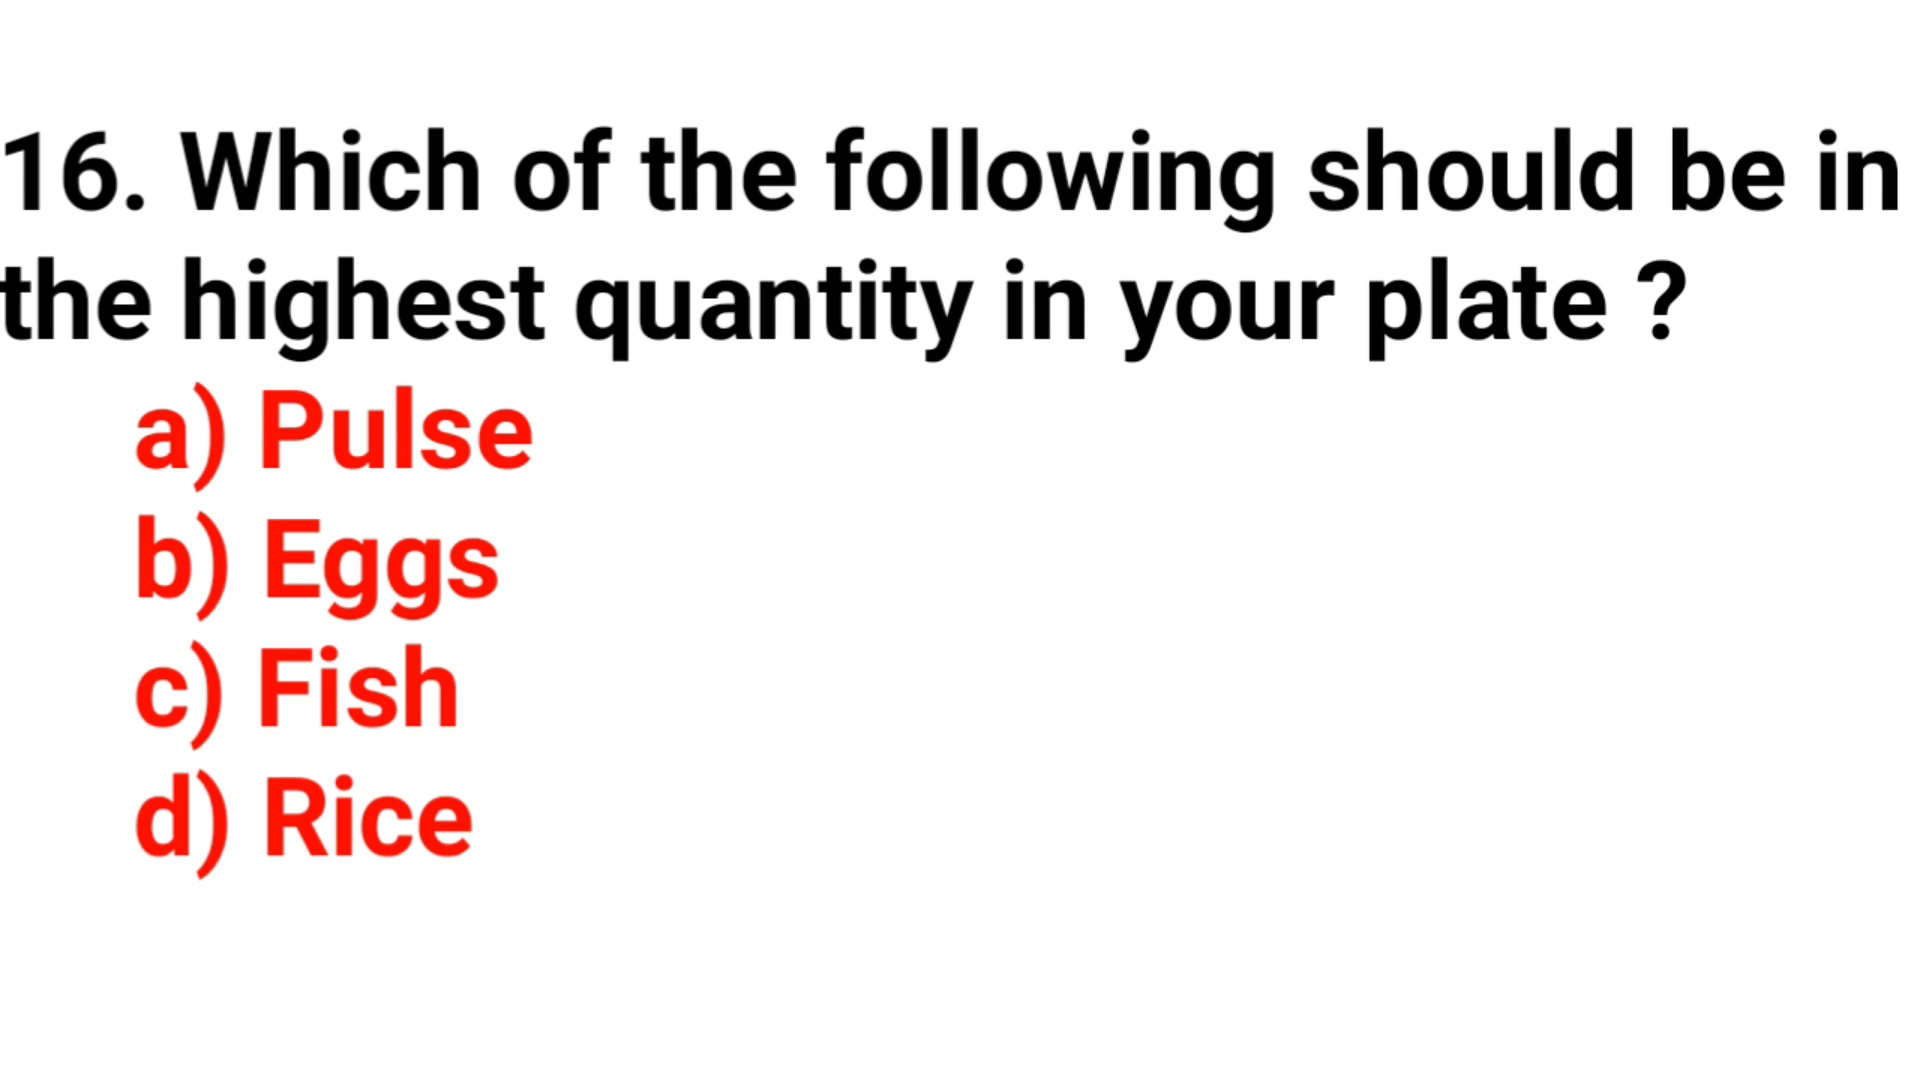 16. Which of the following should be in
the highest quantity in your plate ?
a) Pulse
b) Eggs
c) Fish
d) Rice